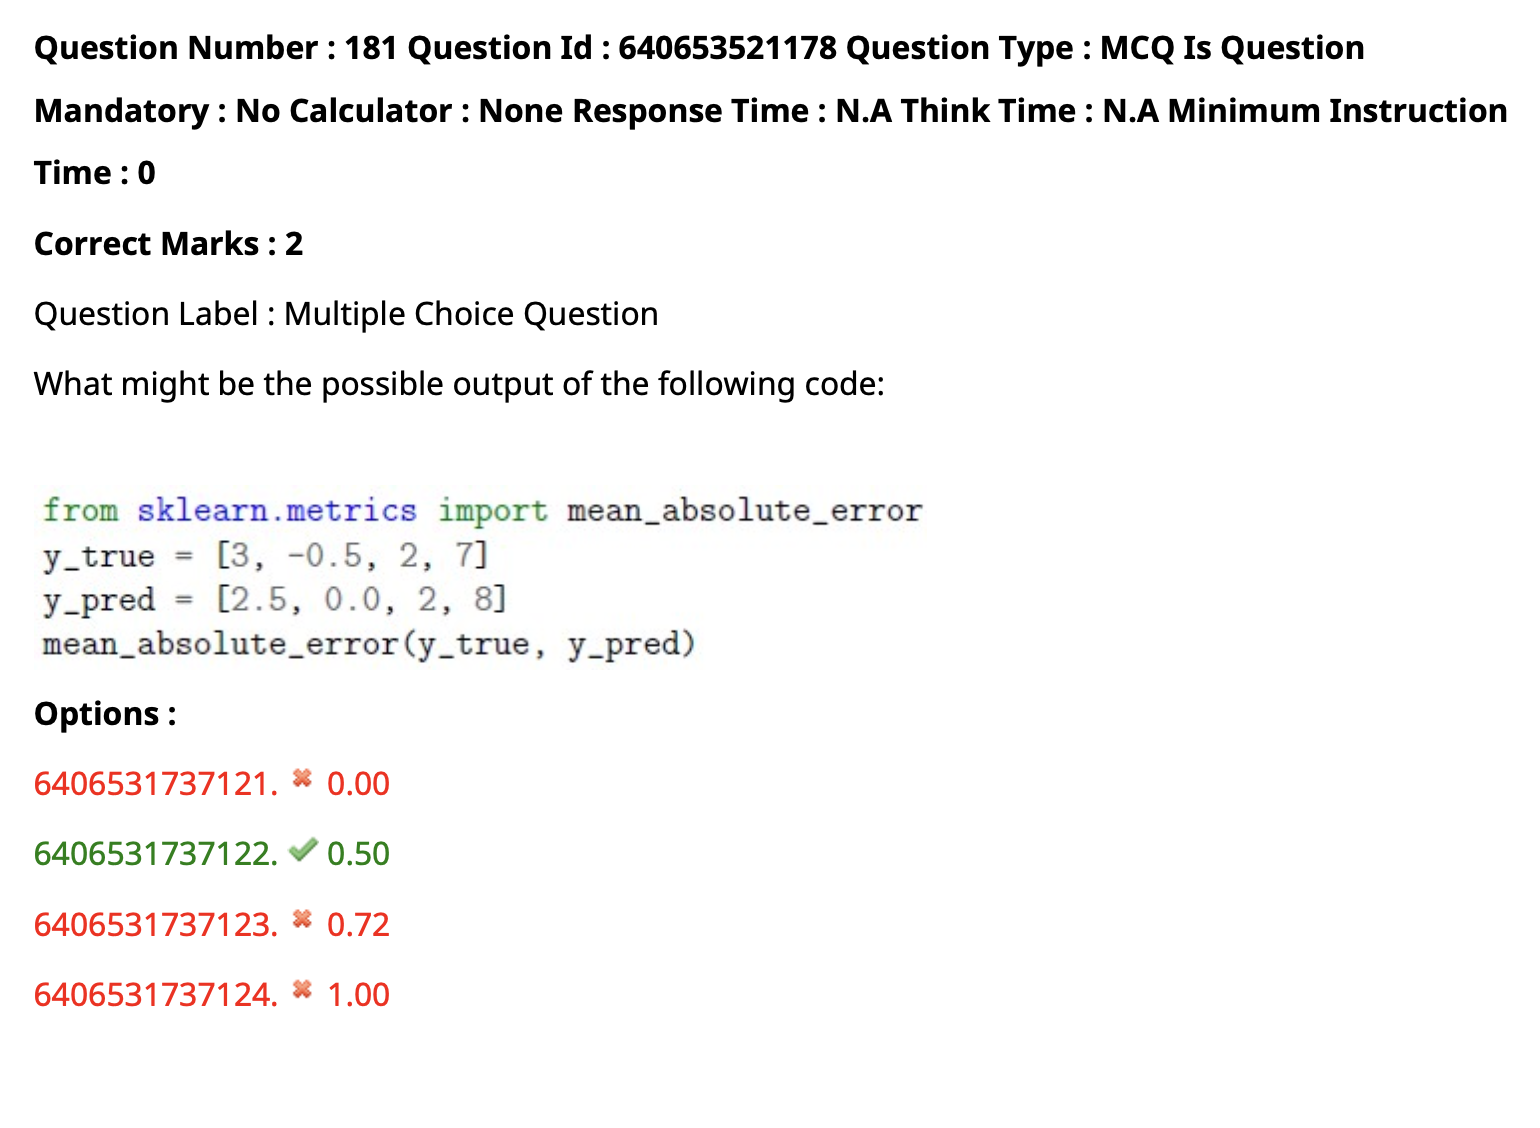 Question Number : 181 Question Id : 640653521178 Question Type : MCQ Is Question
Mandatory : No Calculator : None Response Time : N.A Think Time : N.A Minimum Instruction
Time : 0
Correct Marks : 2
Question Label : Multiple Choice Question
What might be the possible output of the following code:
from sklearn.metrics import mean_absolute_error
y_true = [3, -0.5, 2, 7]
y_pred = [2.5, 0.0, 2, 8]
mean_absolute_error(y_true, y_pred)
Options :
6406531737121. ✖ 0.00
6406531737122. ✔ 0.50
6406531737123. ✖ 0.72
6406531737124. ✖ 1.00